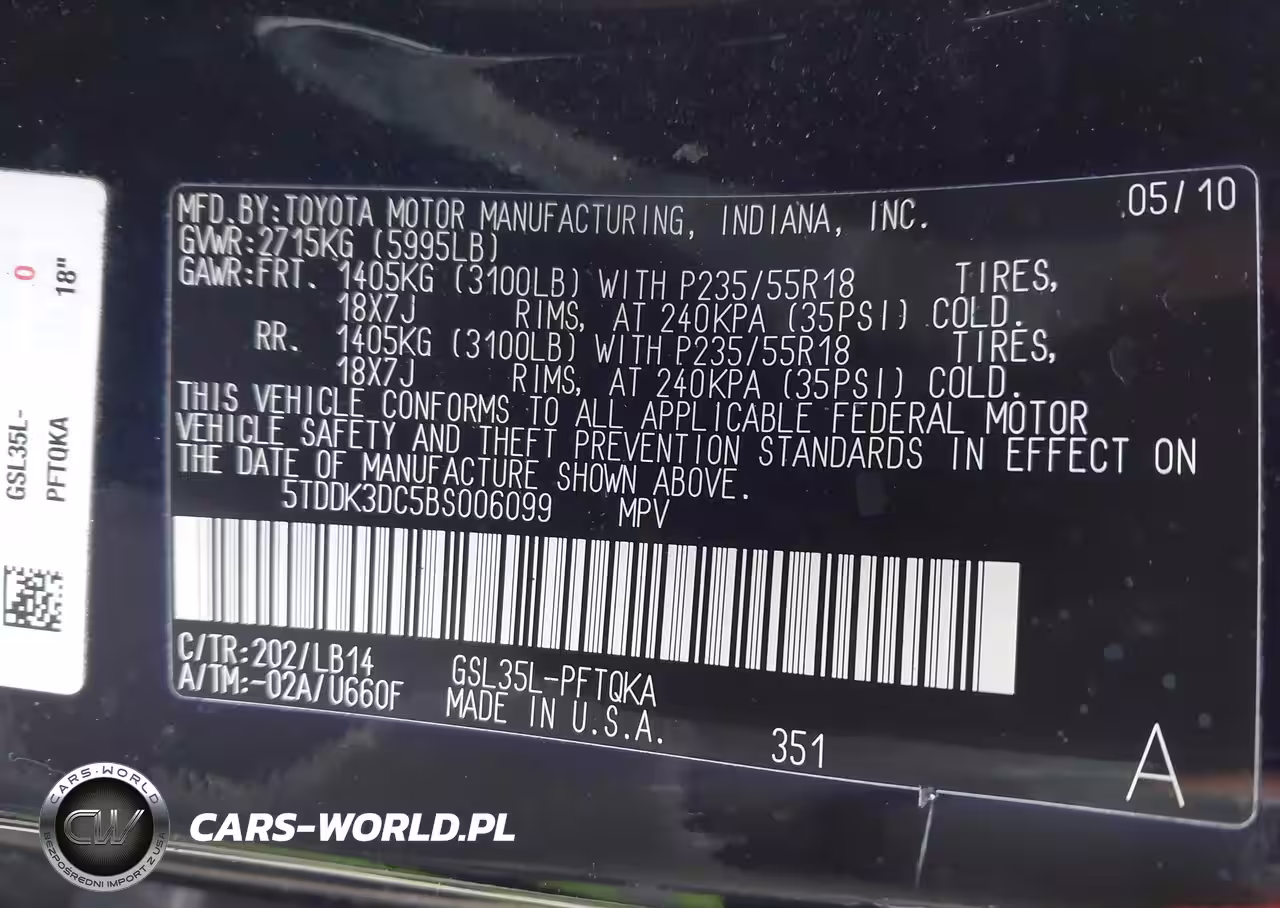 MFD.BY:TOYOTA MOTOR MANUFACTURING, INDIANA, INC. 05/10
GVWR:2715KG (5995LB)
GAWR:FRT. 1405KG (3100LB) WITH P235/55R18 TIRES,
18X7J RIMS, AT 240KPA (35PSI) COLD.
RR. 1405KG (3100LB) WITH P235/55R18 TIRES,
18X7J RIMS, AT 240KPA (35PSI) COLD.
THIS VEHICLE CONFORMS TO ALL APPLICABLE FEDERAL MOTOR
VEHICLE SAFETY AND THEFT PREVENTION STANDARDS IN EFFECT ON
THE DATE OF MANUFACTURE SHOWN ABOVE.
5TDDK3DC5BS006099 MPV
C/TR:202/LB14 GSL35L-PFTQKA
A/TM:-02A/U660F MADE IN U.S.A.
351
A
0
18"
GSL35L-
PFTQKA
CARS-WORLD
CW
BEZPOŚREDNI IMPORT Z USA
CARS-WORLD.PL